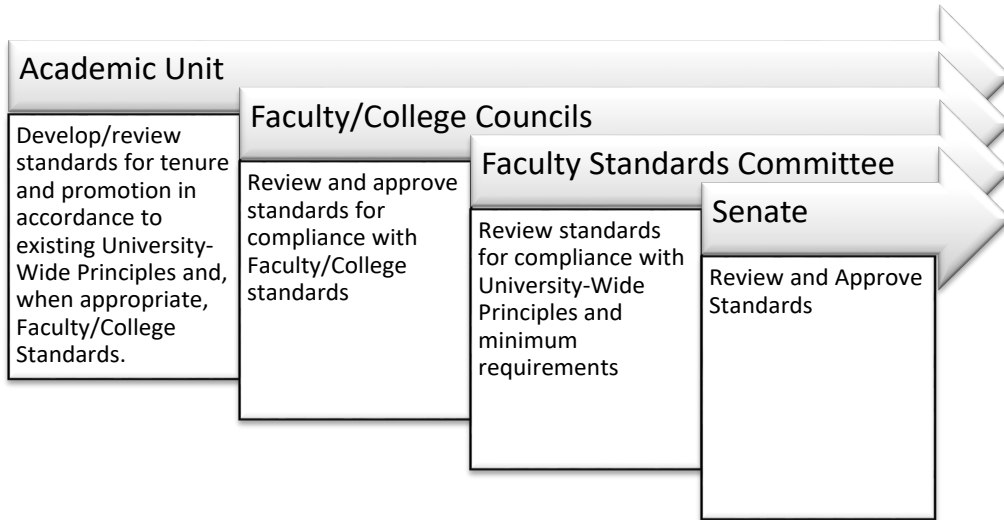 Academic Unit
Develop/review
standards for tenure
and promotion in
accordance to
existing University-
Wide Principles and,
when appropriate,
Faculty/College
Standards.
Faculty/College Councils
Review and approve
standards for
compliance with
Faculty/College
standards
Faculty Standards Committee
Review standards
for compliance with
University-Wide
Principles and
minimum
requirements
Senate
Review and Approve
Standards